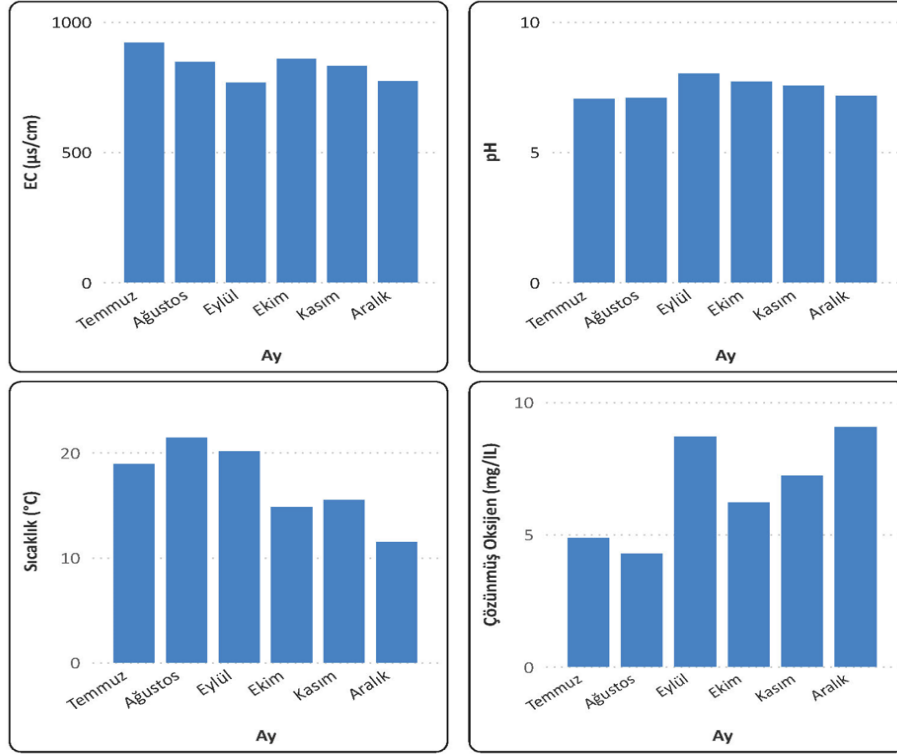 1000
500
0
EC (µs/cm)
Temmuz
Ağustos
Eylül
Ekim
Kasım
Aralık
Ay
10
5
0
pH
Temmuz
Ağustos
Eylül
Ekim
Kasım
Aralık
Ay
20
10
0
Sıcaklık (°C)
Temmuz
Ağustos
Eylül
Ekim
Kasım
Aralık
Ay
10
5
0
Çözünmüş Oksijen (mg/IL)
Temmuz
Ağustos
Eylül
Ekim
Kasım
Aralık
Ay